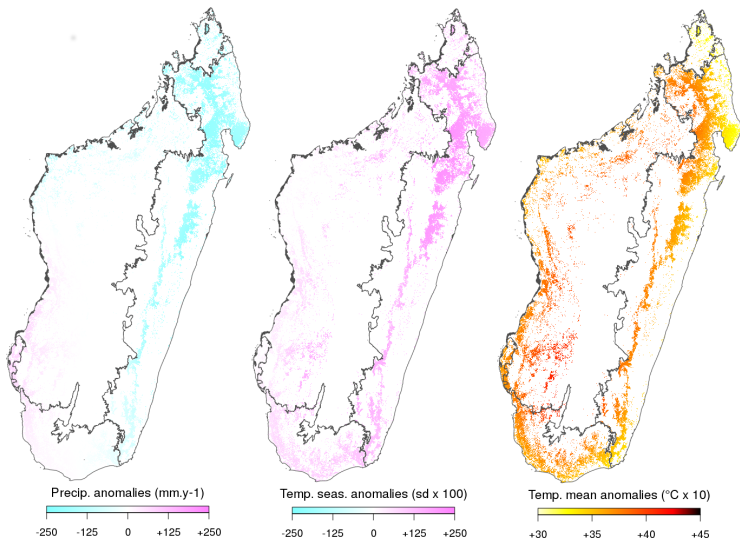 Precip. anomalies (mm.y-1)
-250 -125 0 +125 +250
Temp. seas. anomalies (sd x 100)
-250 -125 0 +125 +250
Temp. mean anomalies (°C x 10)
+30 +35 +40 +45